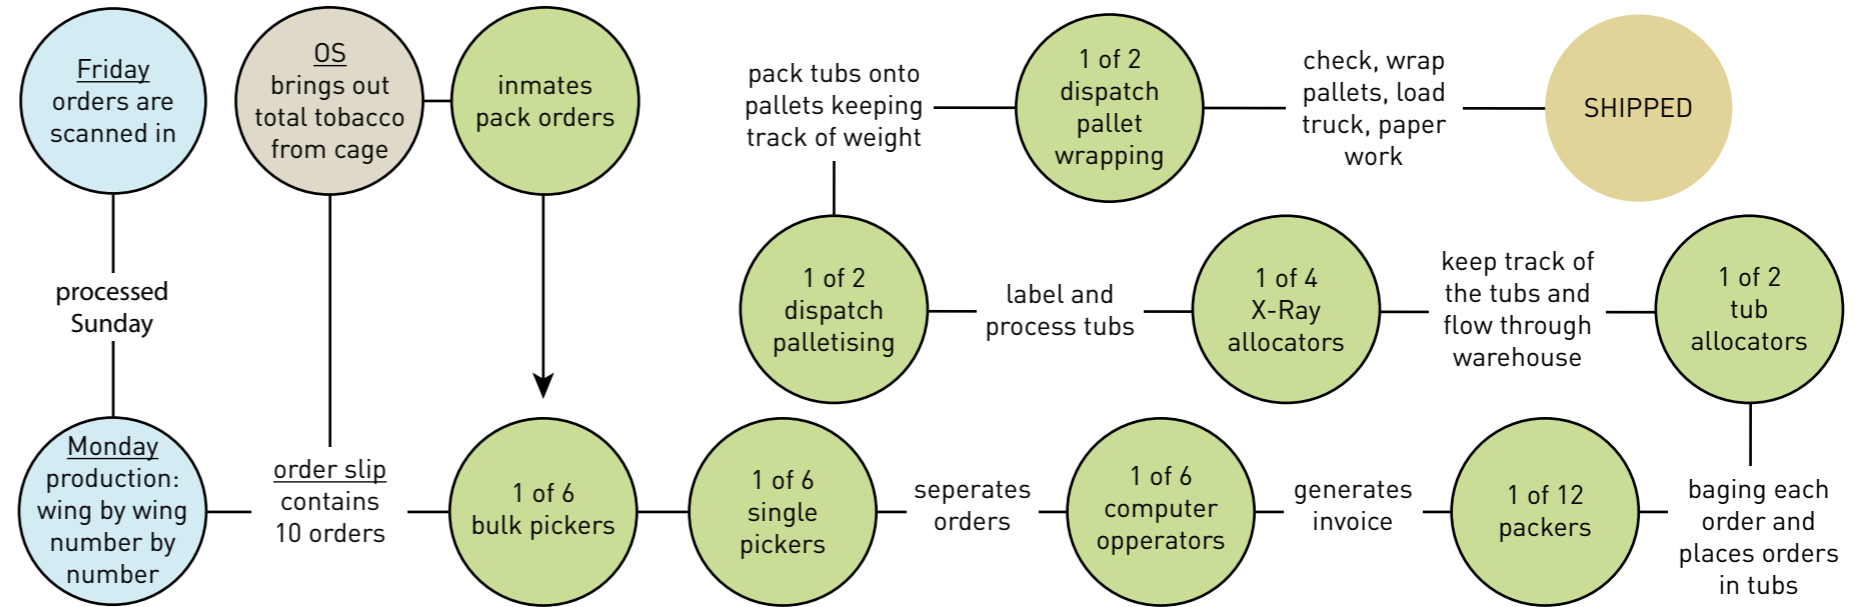 Friday
orders are
scanned in
processed
Sunday
Monday
production:
wing by wing
number by
number
OS
brings out
total tobacco
from cage
order slip
contains
10 orders
inmates
pack orders
1 of 6
bulk pickers
1 of 6
single
pickers
seperates
orders
1 of 6
computer
opperators
generates
invoice
1 of 12
packers
baging each
order and
places orders
in tubs
1 of 2
tub
allocators
keep track of
the tubs and
flow through
warehouse
1 of 4
X-Ray
allocators
label and
process tubs
1 of 2
dispatch
palletising
pack tubs onto
pallets keeping
track of weight
1 of 2
dispatch
pallet
wrapping
check, wrap
pallets, load
truck, paper
work
SHIPPED